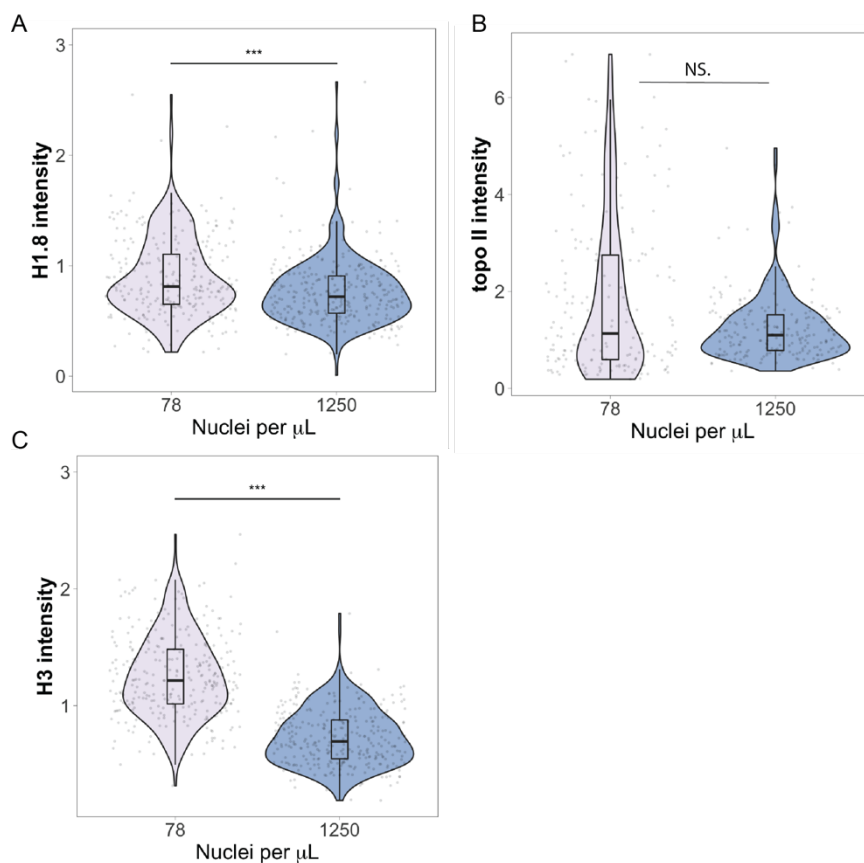 A
H1.8 intensity
3
2
1
0
***
78
1250
Nuclei per μL
B
topo II intensity
6
4
2
0
NS.
78
1250
Nuclei per μL
C
H3 intensity
3
2
1
***
78
1250
Nuclei per μL